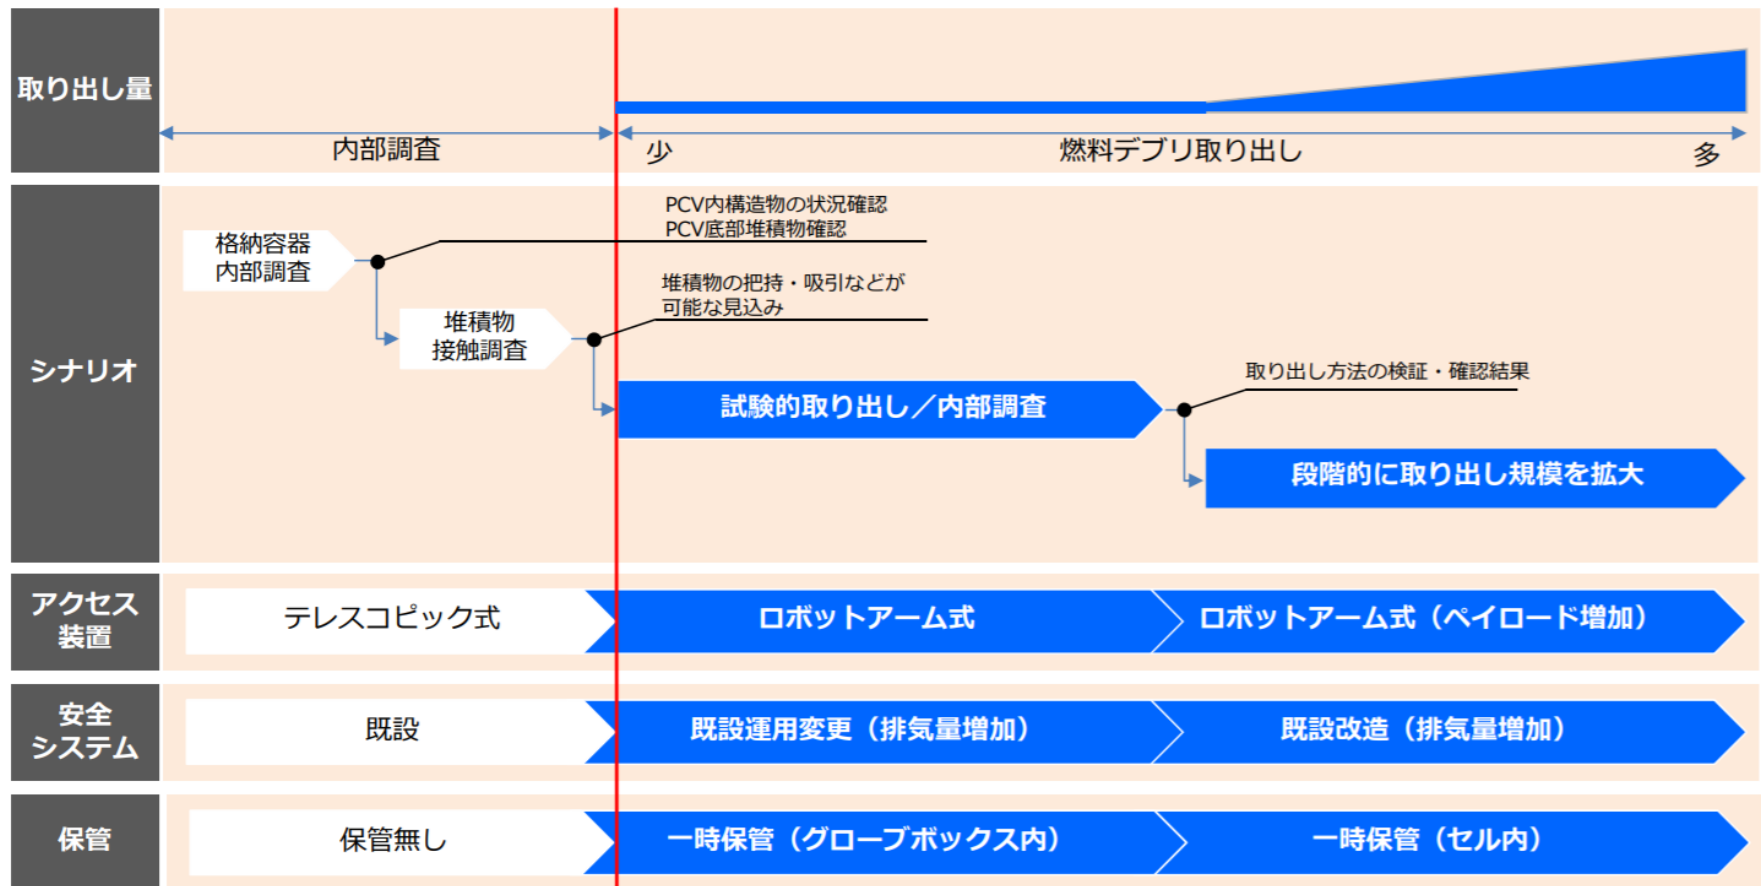 取り出し量
内部調査
少
燃料デブリ取り出し
多
シナリオ
格納容器
内部調査
PCV内構造物の状況確認
PCV底部堆積物確認
堆積物
接触調査
堆積物の把持・吸引などが
可能な見込み
試験的取り出し／内部調査
取り出し方法の検証・確認結果
段階的に取り出し規模を拡大
アクセス
装置
テレスコピック式
ロボットアーム式
ロボットアーム式（ペイロード増加）
安全
システム
既設
既設運用変更（排気量増加）
既設改造（排気量増加）
保管
保管無し
一時保管（グローブボックス内）
一時保管（セル内）